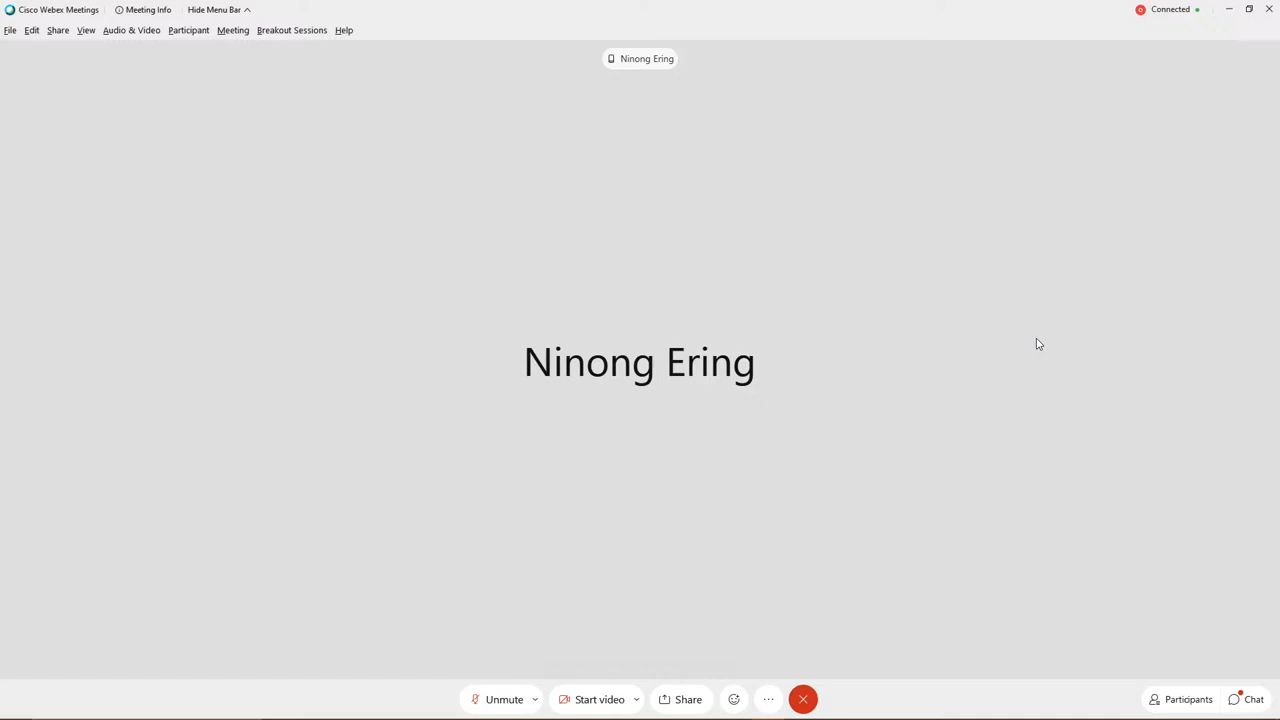 Cisco Webex Meetings Meeting Info Hide Menu Bar Connected
File Edit Share View Audio & Video Participant Meeting Breakout Sessions Help
Ninong Ering
Ninong Ering
Unmute Start video Share Participants Chat